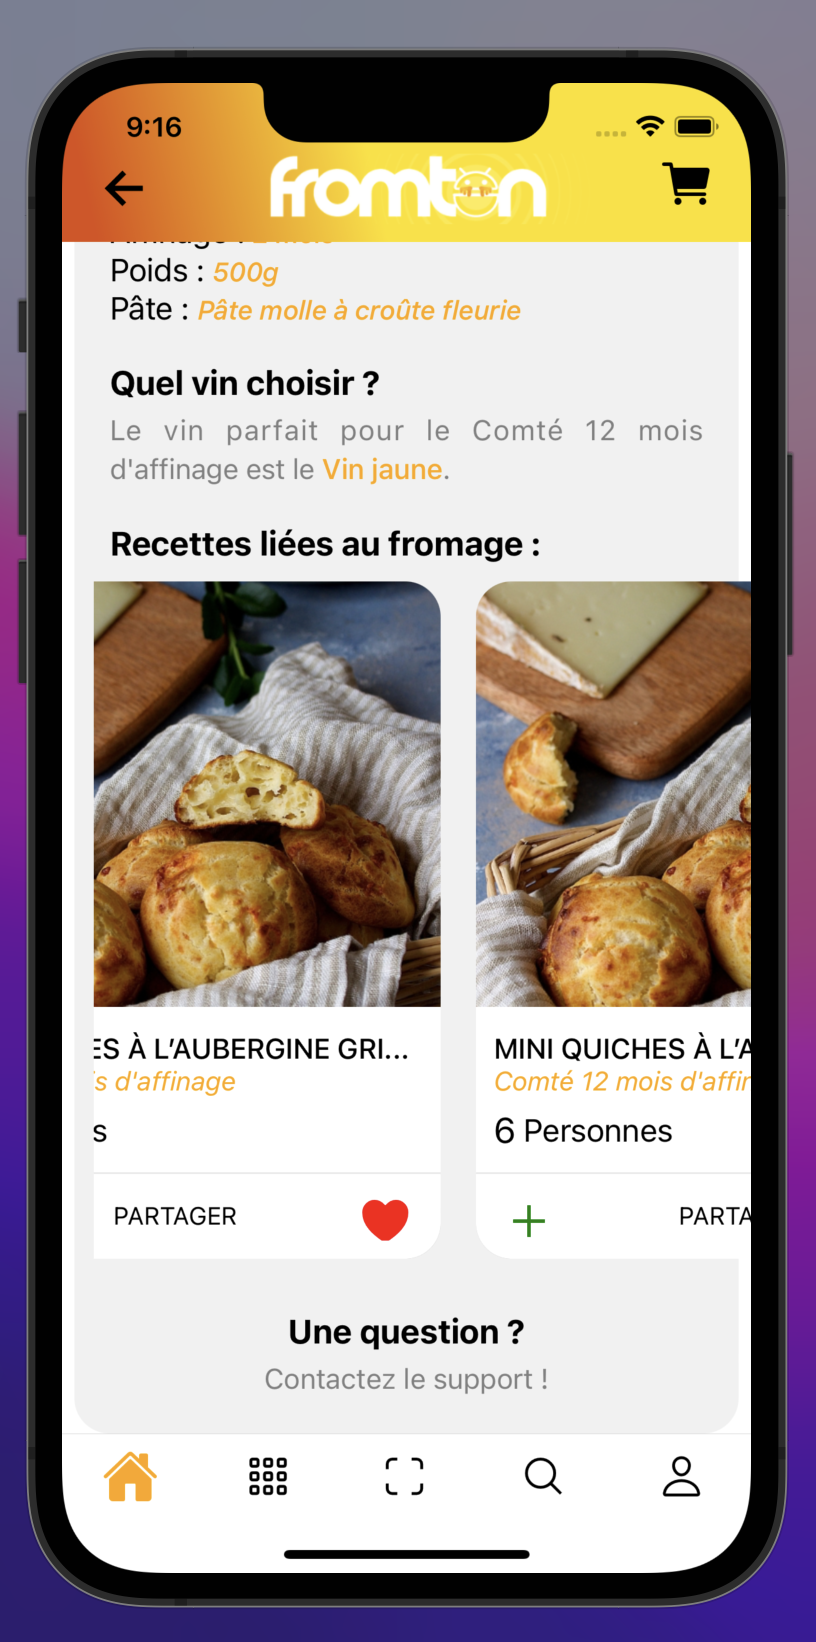 9:16
fromton
Poids : 500g
Pâte : Pâte molle à croûte fleurie
Quel vin choisir ?
Le vin parfait pour le Comté 12 mois
d'affinage est le Vin jaune.
Recettes liées au fromage :
ES À L’AUBERGINE GRI...
s d'affinage
s
PARTAGER
MINI QUICHES À L’A
Comté 12 mois d'affin
6 Personnes
PARTA
Une question ?
Contactez le support !